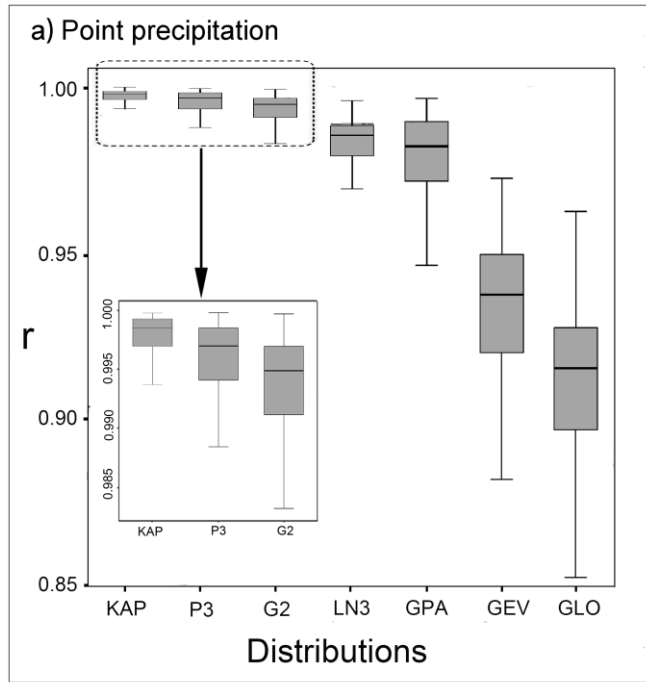 a) Point precipitation
1.00
0.95
r
0.90
0.85
1.000
0.995
0.990
0.985
KAP P3 G2
KAP P3 G2 LN3 GPA GEV GLO
Distributions